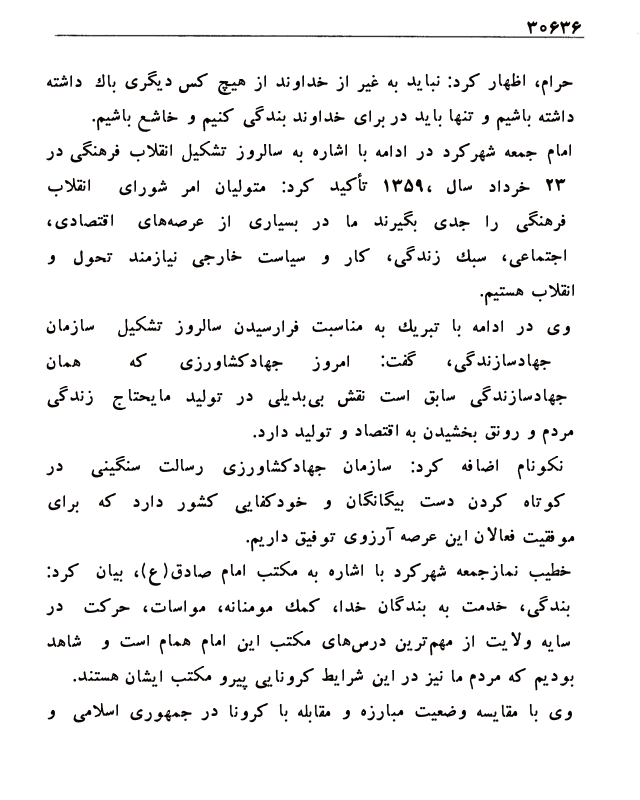 ۳۰۶۳۶
حرام، اظهار کرد: نباید به غیر از خداوند از هیچ کس دیگری باك داشته
داشته باشیم و تنها باید در برای خداوند بندگی کنیم و خاشع باشیم.
امام جمعه شهرکرد در ادامه با اشاره به سالروز تشکیل انقلاب فرهنگی در
۲۳ خرداد سال ۱۳۵۹، تأکید کرد: متولیان امر شورای انقلاب
فرهنگی را جدی بگیرند ما در بسیاری از عرصه‌های اقتصادی،
اجتماعی، سبك زندگی، کار و سیاست خارجی نیازمند تحول و
انقلاب هستیم.
وی در ادامه با تبریك به مناسبت فرارسیدن سالروز تشکیل سازمان
جهادسازندگی، گفت: امروز جهادکشاورزی که همان
جهادسازندگی سابق است نقش بی‌بدیلی در تولید مایحتاج زندگی
مردم و رونق بخشیدن به اقتصاد و تولید دارد.
نکونام اضافه کرد: سازمان جهادکشاورزی رسالت سنگینی در
کوتاه کردن دست بیگانگان و خودکفایی کشور دارد که برای
موفقیت فعالان این عرصه آرزوی توفیق داریم.
خطیب نمازجمعه شهرکرد با اشاره به مکتب امام صادق(ع)، بیان کرد:
بندگی، خدمت به بندگان خدا، کمك مومنانه، مواسات، حرکت در
سایه ولایت از مهم‌ترین درس‌های مکتب این امام همام است و شاهد
بودیم که مردم ما نیز در این شرایط کرونایی پیرو مکتب ایشان هستند.
وی با مقایسه وضعیت مبارزه و مقابله با کرونا در جمهوری اسلامی و